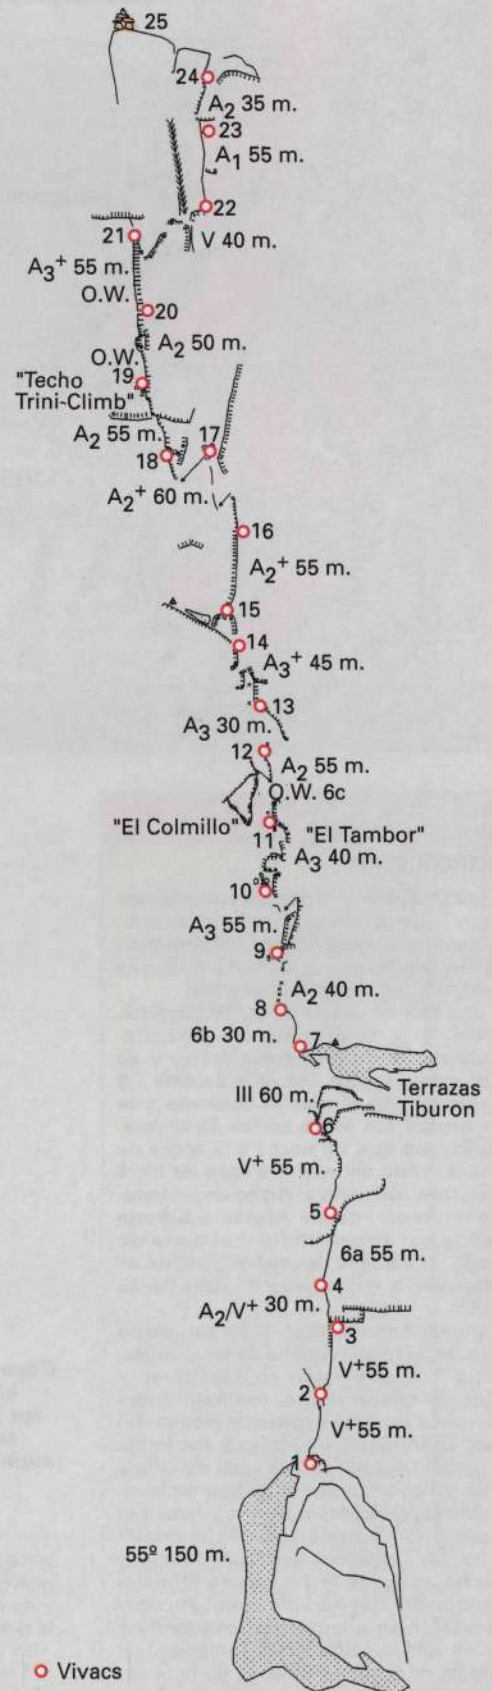 25
24
A2 35 m.
23
A1 55 m.
22
V 40 m.
21
A3+ 55 m.
O.W.
20
A2 50 m.
O.W.
19
"Techo
Trini-Climb"
A2 55 m.
17
18
A2+ 60 m.
16
A2+ 55 m.
15
14
A3+ 45 m.
13
A3 30 m.
12
A2 55 m.
O.W. 6c
"El Colmillo"
11
"El Tambor"
A3 40 m.
10
A3 55 m.
9
A2 40 m.
8
6b 30 m.
7
Terrazas
Tiburon
III 60 m.
6
V+ 55 m.
5
6a 55 m.
4
A2/V+ 30 m.
3
V+55 m.
2
V+55 m.
1
55º 150 m.
Vivacs